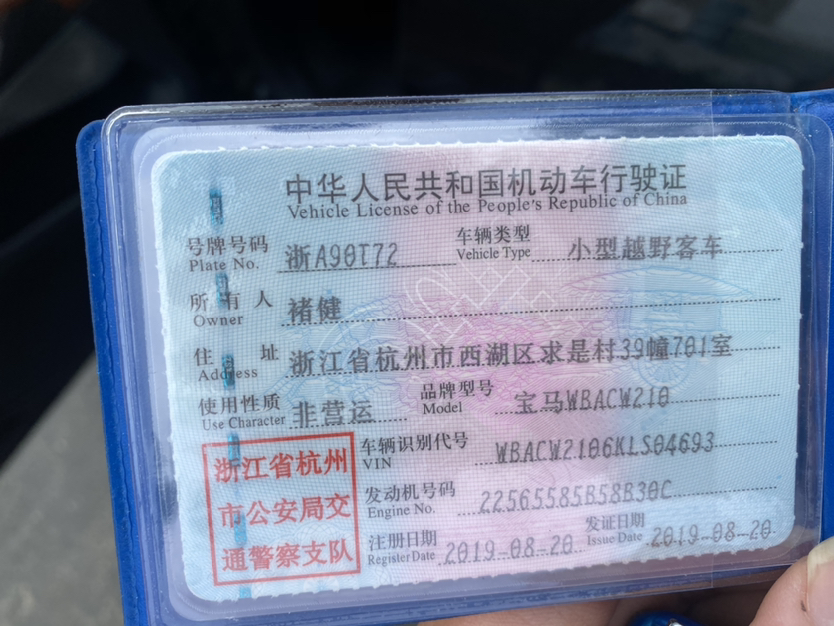 中华人民共和国机动车行驶证
Vehicle License of the People's Republic of China
号牌号码 浙A90T72 车辆类型 小型越野客车
Plate No. Vehicle Type
所有人 褚健
Owner
住址 浙江省杭州市西湖区求是村39幢701室
Address
使用性质 非营运 品牌型号 宝马WBACW210
Use Character Model
车辆识别代号 WBACW2106KLS04693
VIN
发动机号码 22565585B58B30C
Engine No.
注册日期 2019-08-20 发证日期 2019-08-20
Register Date Issue Date
浙江省杭州
市公安局交
通警察支队